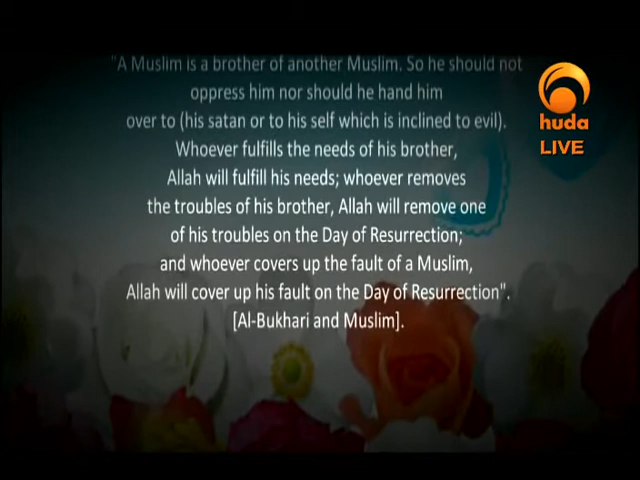 "A Muslim is a brother of another Muslim. So he should not
oppress him nor should he hand him
over to (his satan or to his self which is inclined to evil).
Whoever fulfills the needs of his brother,
Allah will fulfill his needs; whoever removes
the troubles of his brother, Allah will remove one
of his troubles on the Day of Resurrection;
and whoever covers up the fault of a Muslim,
Allah will cover up his fault on the Day of Resurrection".
[Al-Bukhari and Muslim].
huda
LIVE